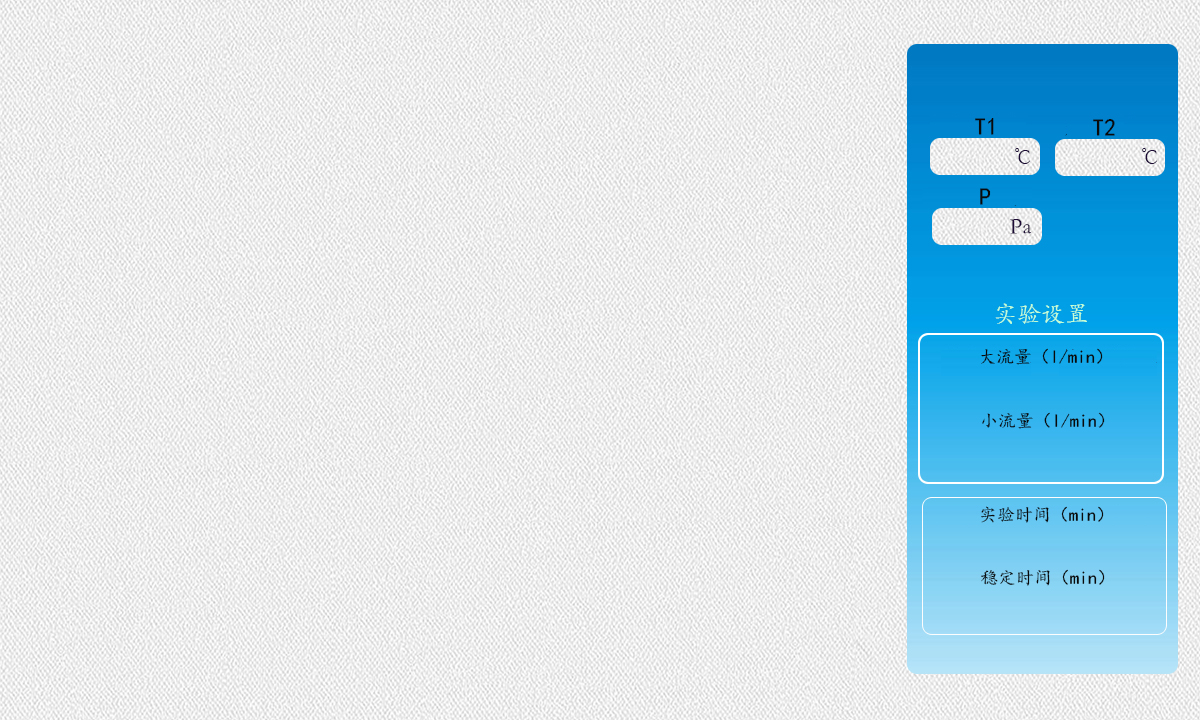 T1 T2
℃ ℃
P
Pa
实验设置
大流量（l/min）
小流量（l/min）
实验时间（min）
稳定时间（min）